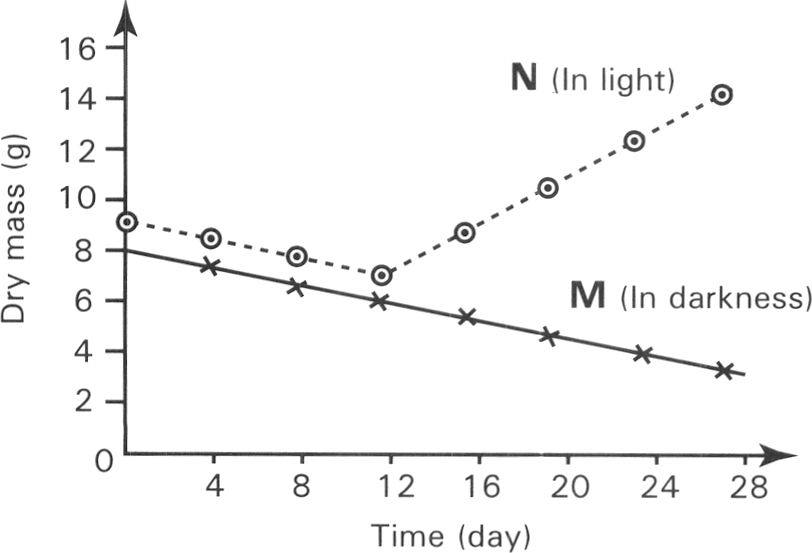 16
14
12
10
8
6
4
2
0
Dry mass (g)
N (In light)
M (In darkness)
4 8 12 16 20 24 28
Time (day)